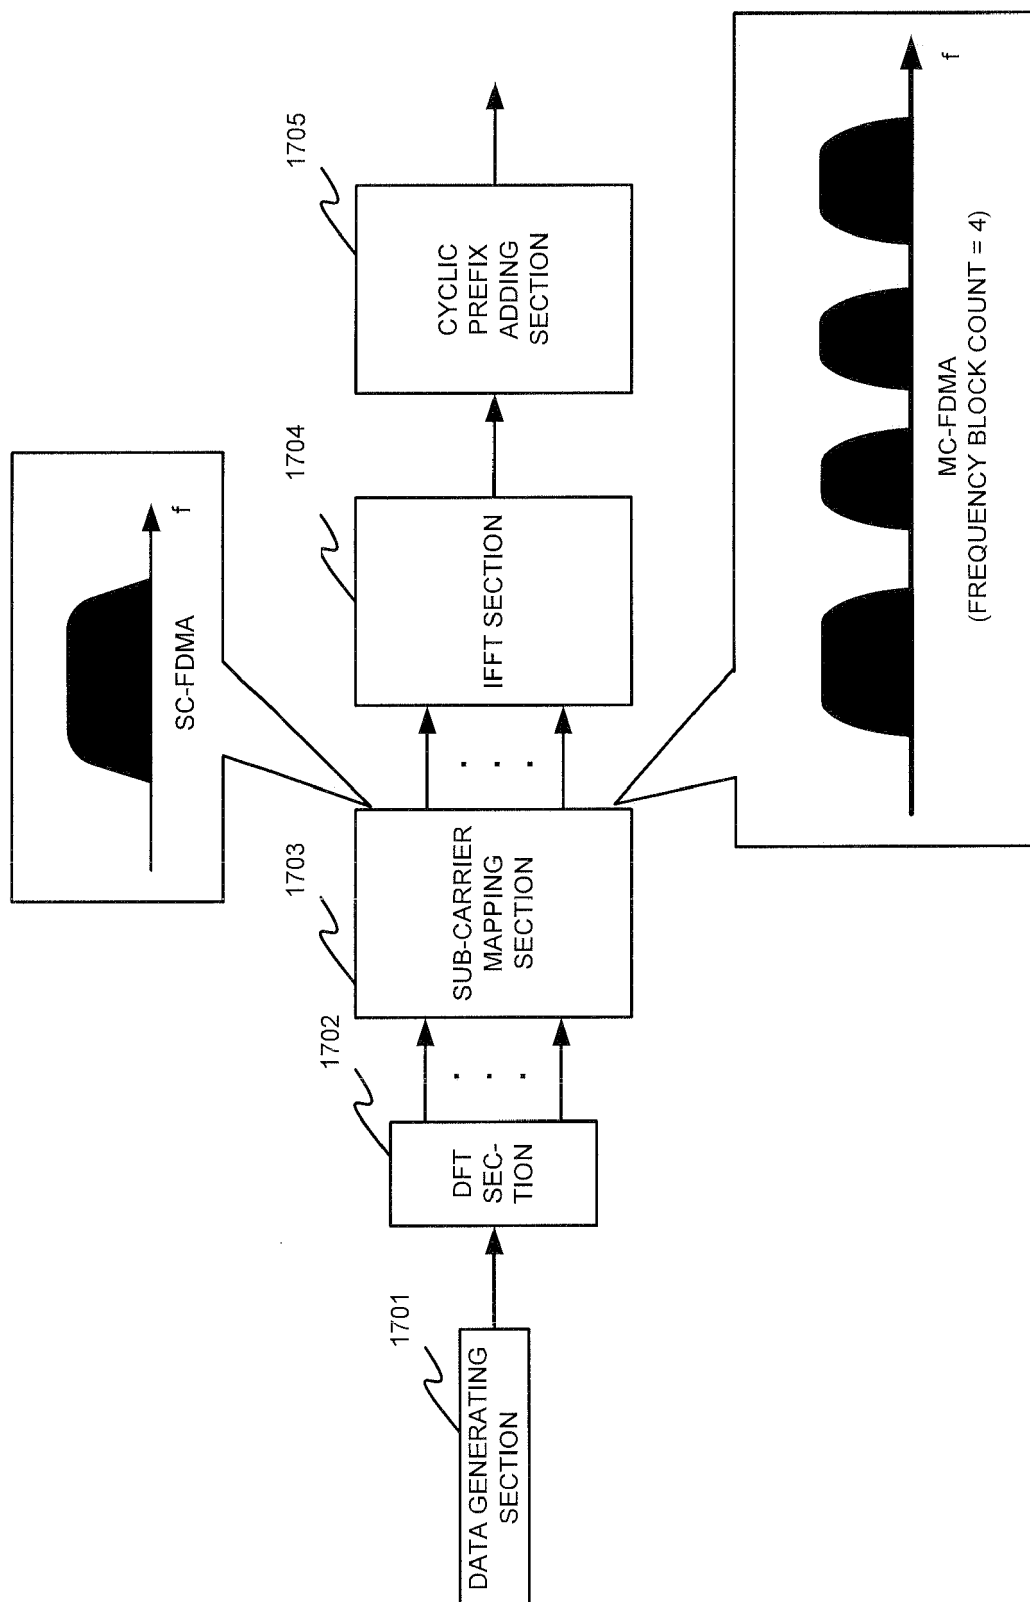 SC-FDMA
f
1701
DATA GENERATING
SECTION
1702
DFT
SEC-
TION
. . .
1703
SUB-CARRIER
MAPPING
SECTION
. . .
1704
IFFT SECTION
1705
CYCLIC
PREFIX
ADDING
SECTION
f
MC-FDMA
(FREQUENCY BLOCK COUNT = 4)